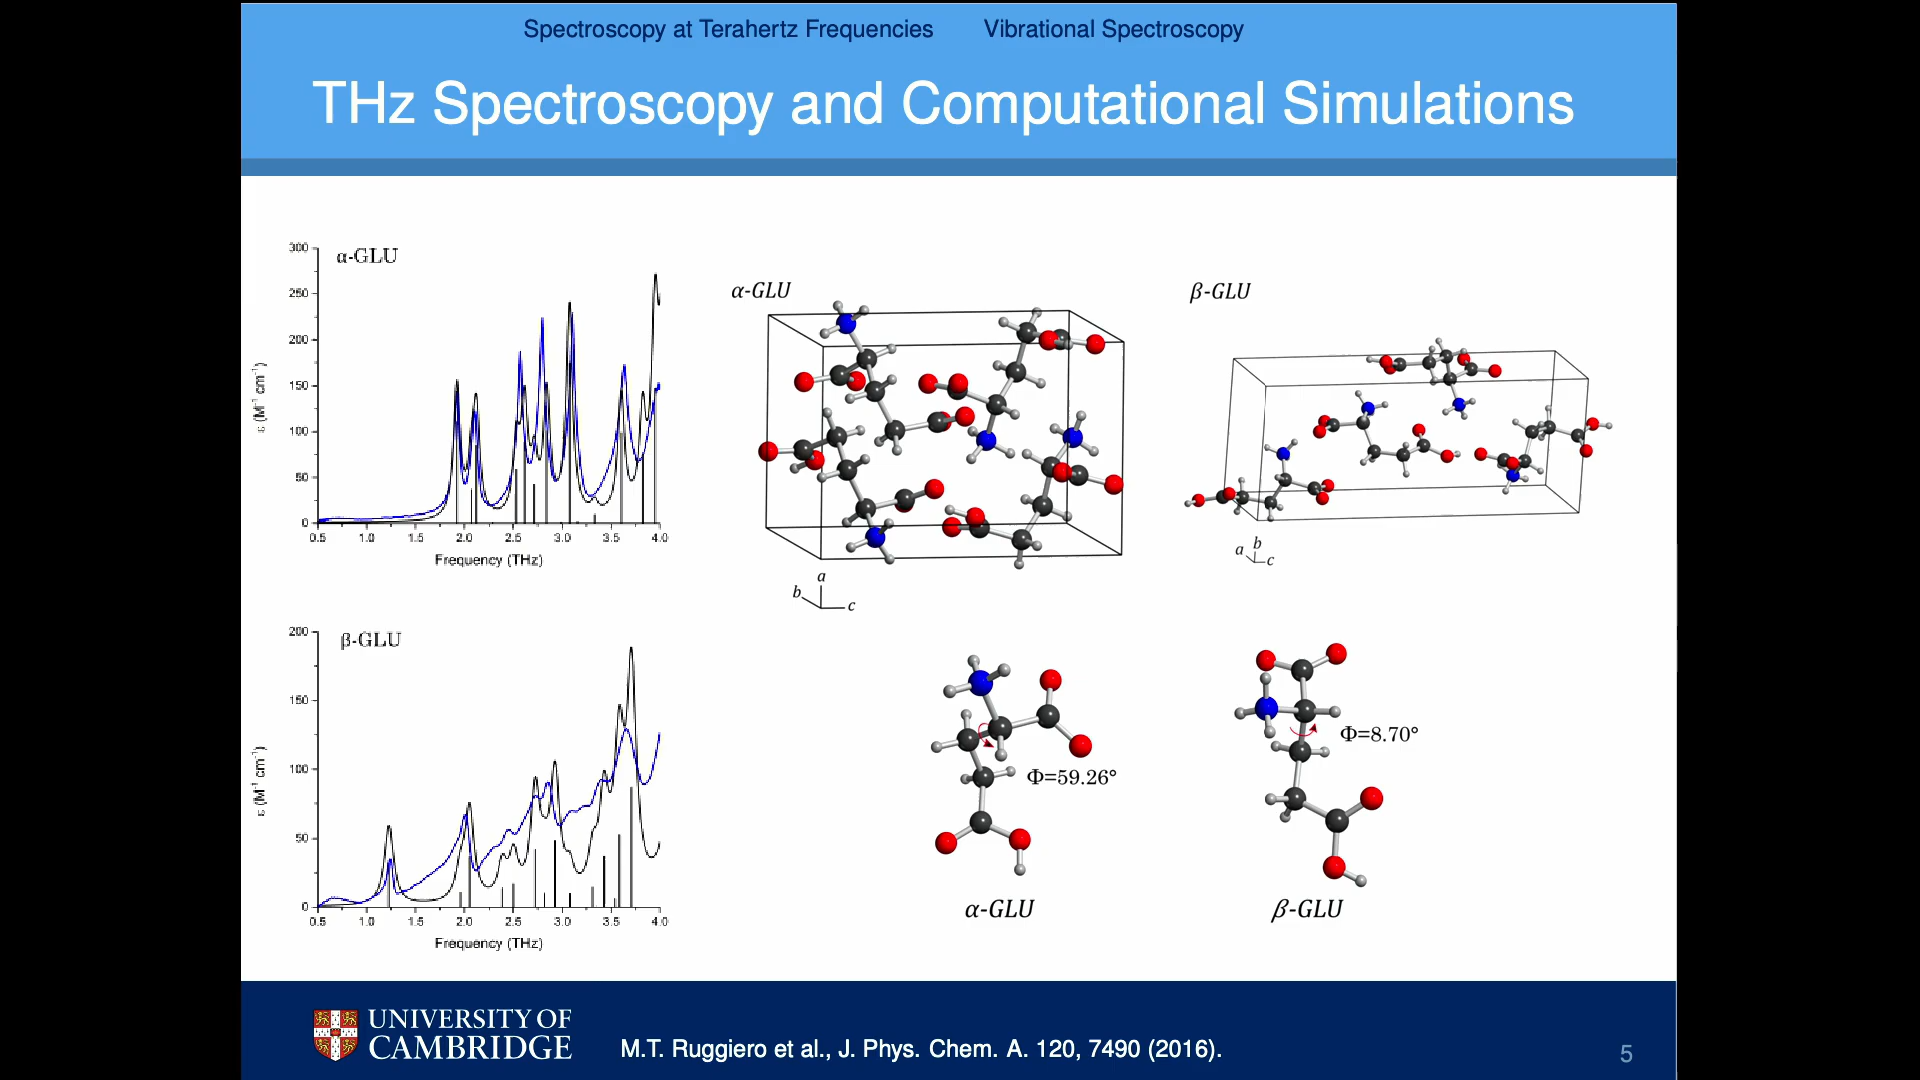 Spectroscopy at Terahertz Frequencies Vibrational Spectroscopy
THz Spectroscopy and Computational Simulations
α-GLU
300
250
200
150
100
50
0
ε (M⁻¹ cm⁻¹)
0.5 1.0 1.5 2.0 2.5 3.0 3.5 4.0
Frequency (THz)
α-GLU
a
b
c
β-GLU
a b c
β-GLU
200
150
100
50
0
ε (M⁻¹ cm⁻¹)
0.5 1.0 1.5 2.0 2.5 3.0 3.5 4.0
Frequency (THz)
Φ=59.26°
α-GLU
Φ=8.70°
β-GLU
UNIVERSITY OF
CAMBRIDGE
M.T. Ruggiero et al., J. Phys. Chem. A. 120, 7490 (2016).
5